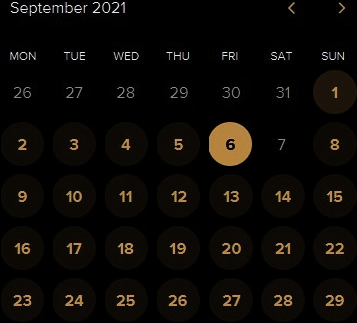 September 2021
MON TUE WED THU FRI SAT SUN
26 27 28 29 30 31 1
2 3 4 5 6 7 8
9 10 11 12 13 14 15
16 17 18 19 20 21 22
23 24 25 26 27 28 29